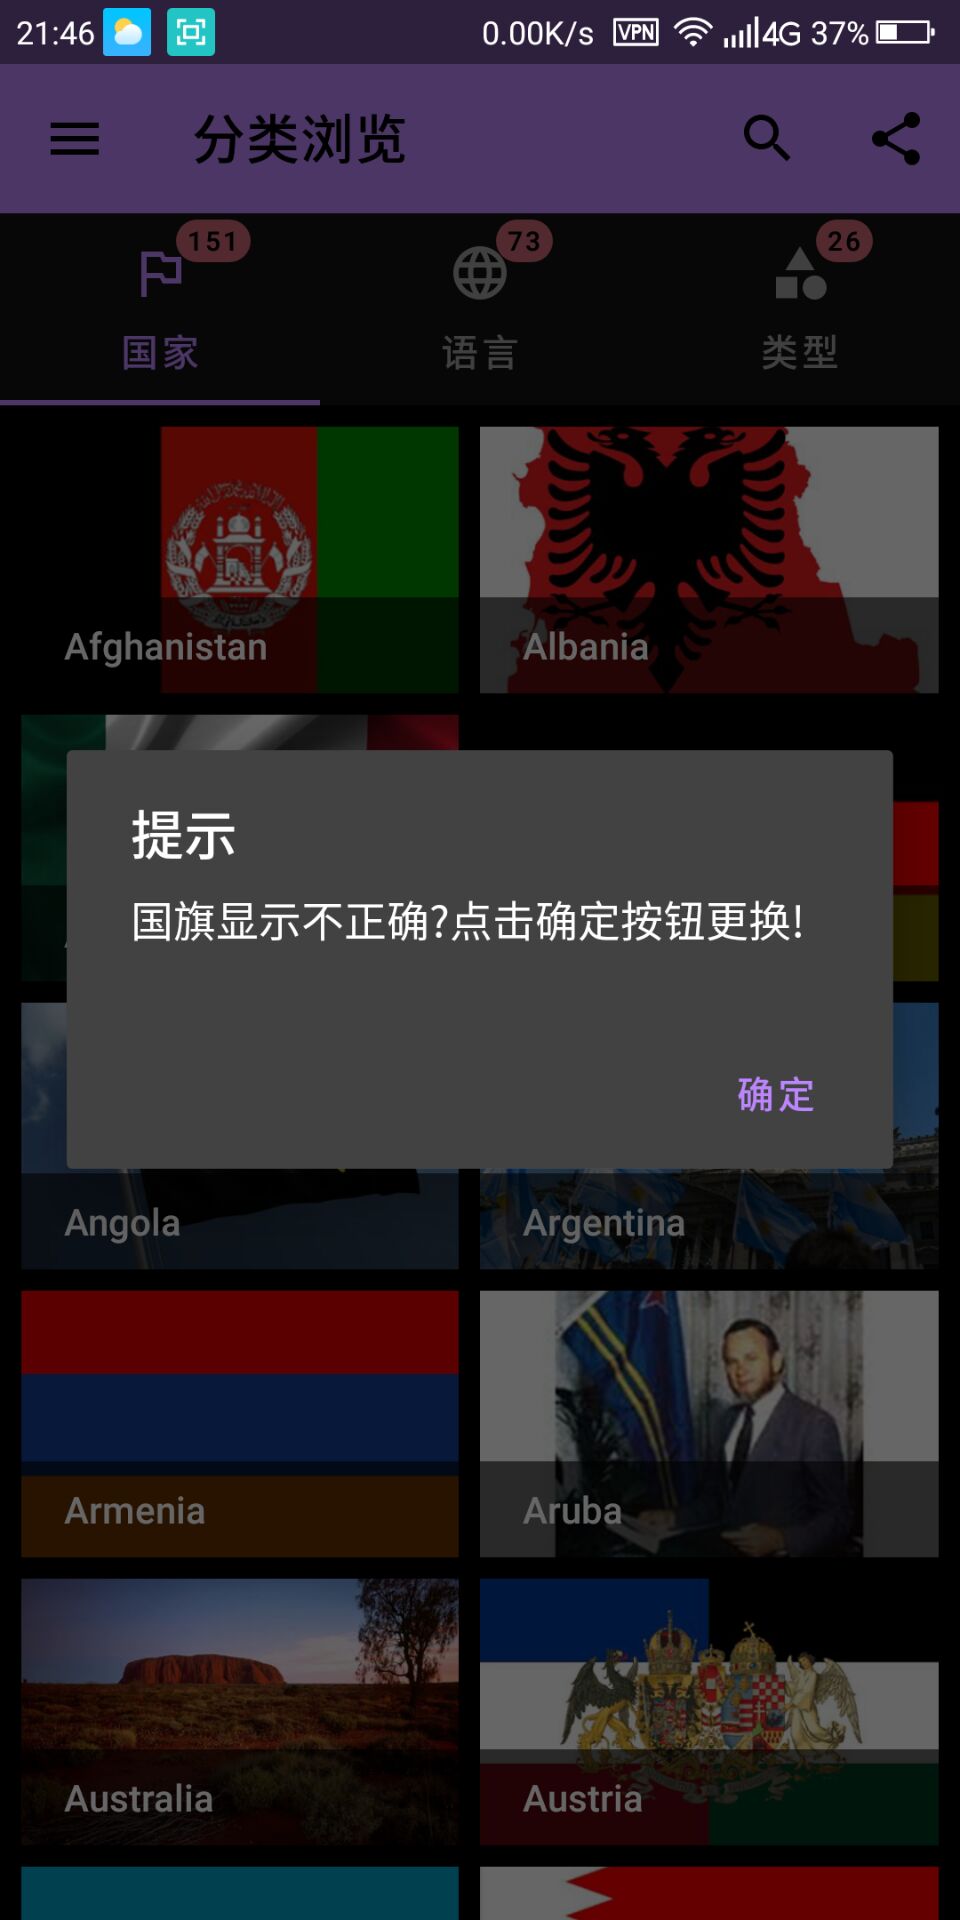 21:46 0.00K/s VPN 4G 37%
分类浏览
151 73 26
国家 语言 类型
Afghanistan Albania
提示
国旗显示不正确?点击确定按钮更换!
确定
Angola Argentina
Armenia Aruba
Australia Austria